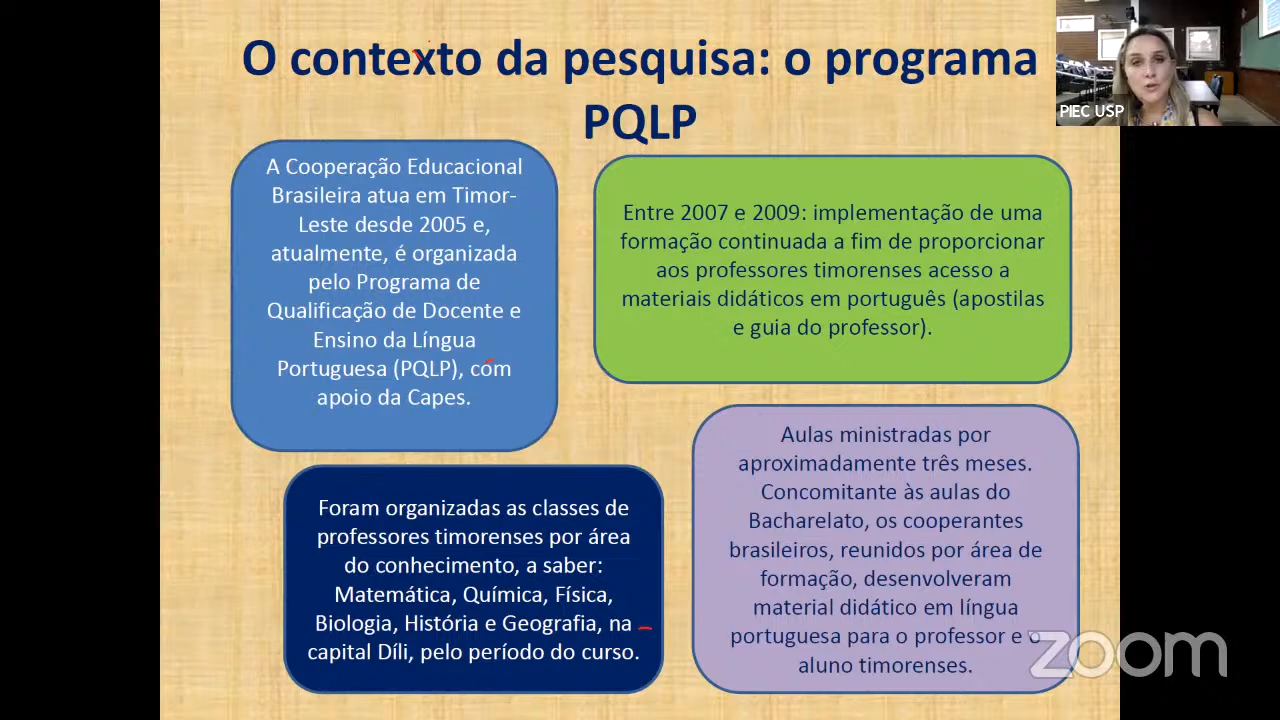 O contexto da pesquisa: o programa
PQLP
PIEC USP
A Cooperação Educacional
Brasileira atua em Timor-
Leste desde 2005 e,
atualmente, é organizada
pelo Programa de
Qualificação de Docente e
Ensino da Língua
Portuguesa (PQLP), com
apoio da Capes.
Entre 2007 e 2009: implementação de uma
formação continuada a fim de proporcionar
aos professores timorenses acesso a
materiais didáticos em português (apostilas
e guia do professor).
Foram organizadas as classes de
professores timorenses por área
do conhecimento, a saber:
Matemática, Química, Física,
Biologia, História e Geografia, na
capital Díli, pelo período do curso.
Aulas ministradas por
aproximadamente três meses.
Concomitante às aulas do
Bacharelato, os cooperantes
brasileiros, reunidos por área de
formação, desenvolveram
material didático em língua
portuguesa para o professor e o
aluno timorenses.
zoom